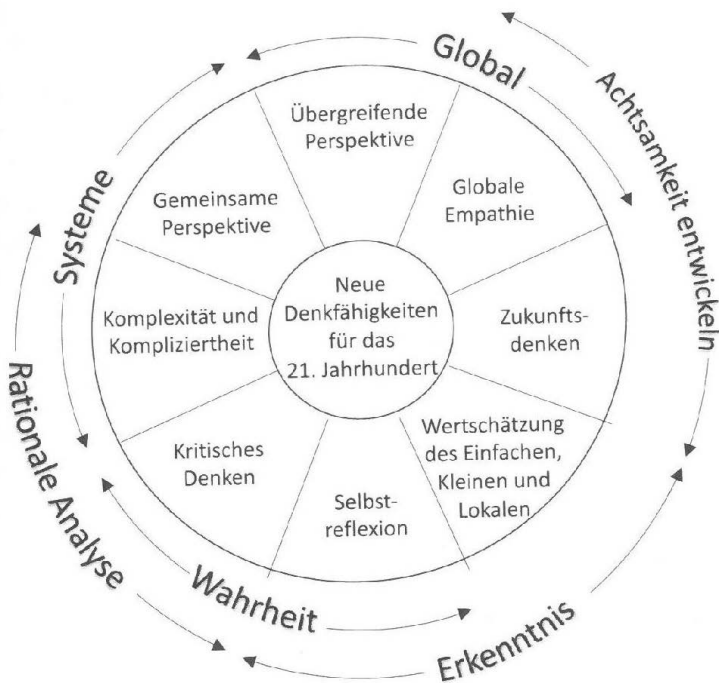 Global
Achtsamkeit entwickeln
Systeme
Rationale Analyse
Wahrheit
Erkenntnis
Übergreifende
Perspektive
Globale
Empathie
Zukunfts-
denken
Wertschätzung
des Einfachen,
Kleinen und
Lokalen
Selbst-
reflexion
Kritisches
Denken
Komplexität und
Kompliziertheit
Gemeinsame
Perspektive
Neue
Denkfähigkeiten
für das
21. Jahrhundert